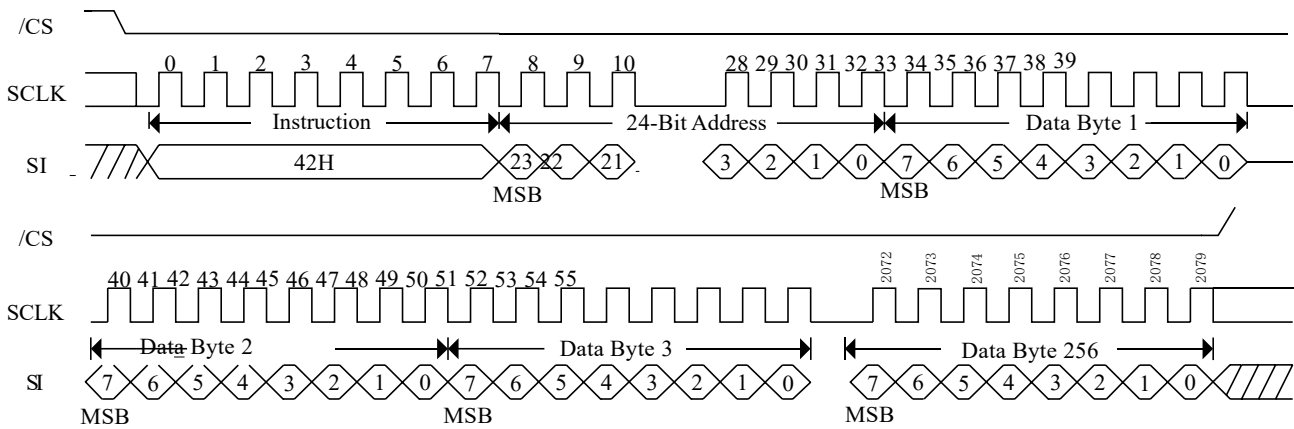 /CS
0 1 2 3 4 5 6 7 8 9 10 28 29 30 31 32 33 34 35 36 37 38 39
SCLK
Instruction 24-Bit Address Data Byte 1
SI 42H 23 22 21 3 2 1 0 7 6 5 4 3 2 1 0
MSB MSB
/CS
40 41 42 43 44 45 46 47 48 49 50 51 52 53 54 55 2072 2073 2074 2075 2076 2077 2078 2079
SCLK
Data Byte 2 Data Byte 3 Data Byte 256
SI 7 6 5 4 3 2 1 0 7 6 5 4 3 2 1 0 7 6 5 4 3 2 1 0
MSB MSB MSB